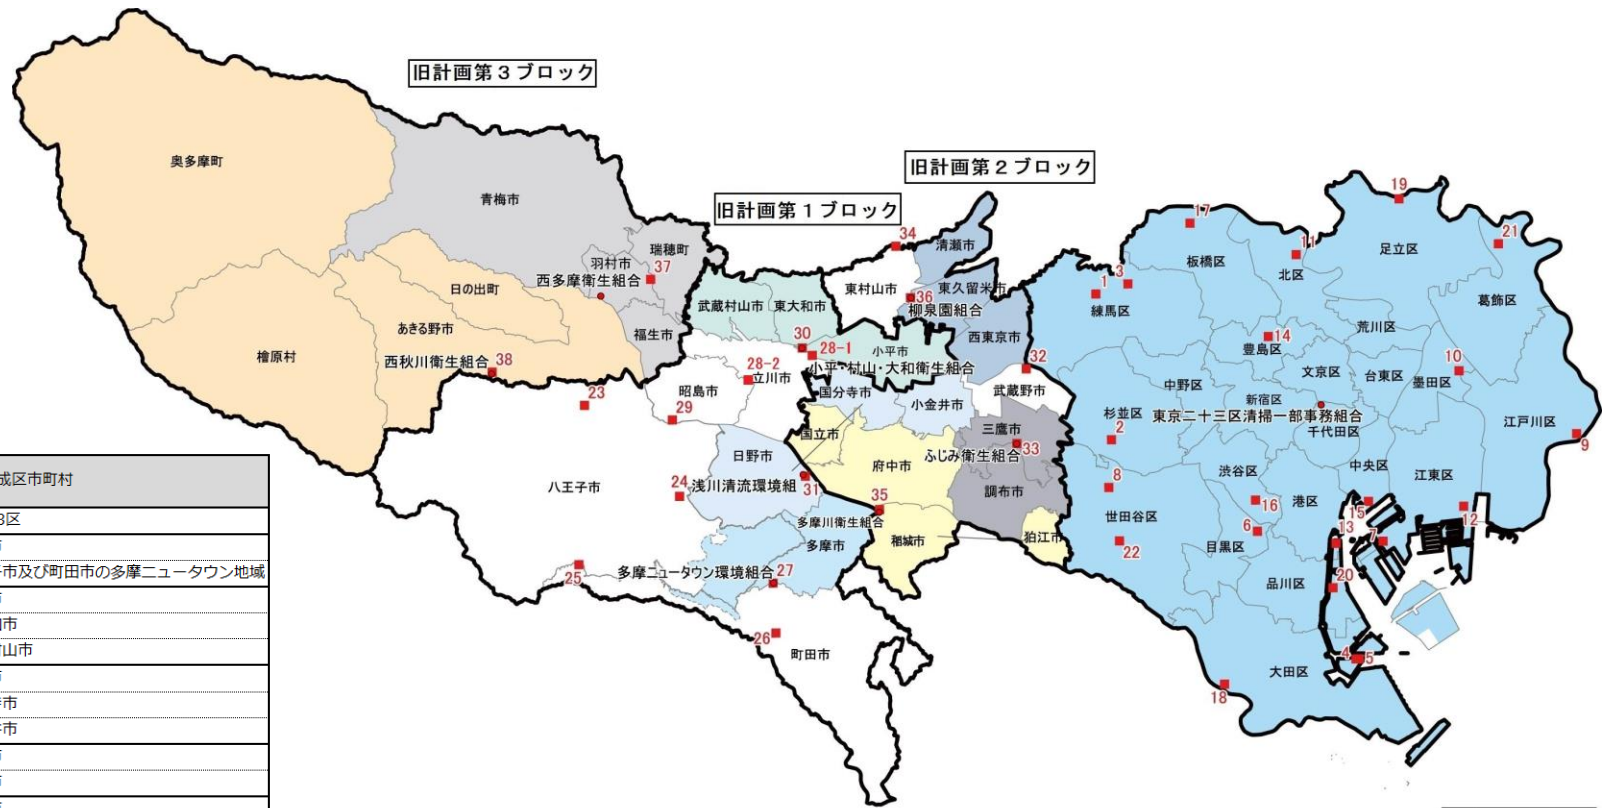 旧計画第3ブロック
旧計画第2ブロック
旧計画第1ブロック
奥多摩町
青梅市
瑞穂町
羽村市
37
西多摩衛生組合
日の出町
福生市
あきる野市
檜原村
西秋川衛生組合
38
23
34
清瀬市
東村山市
東久留米市
36
柳泉園組合
武蔵村山市
東大和市
西東京市
30
28-1
小平市
小平・村山・大和衛生組合
32
28-2
立川市
昭島市
29
国分寺市
小金井市
武蔵野市
国立市
三鷹市
33
ふじみ衛生組合
日野市
府中市
八王子市
24
浅川清流環境組
31
調布市
35
多摩川衛生組合
多摩市
稲城市
狛江市
25
多摩ニュータウン環境組合
27
26
町田市
19
17
11
足立区
21
板橋区
北区
1
3
練馬区
葛飾区
荒川区
14
豊島区
10
文京区
台東区
墨田区
中野区
新宿区
杉並区
東京二十三区清掃一部事務組合
江戸川区
2
千代田区
9
8
渋谷区
中央区
江東区
16
港区
15
12
世田谷区
6
13
7
22
目黒区
20
品川区
4
5
大田区
18
成区市町村
3区
市及び町田市の多摩ニュータウン地域
市
山市
市
市